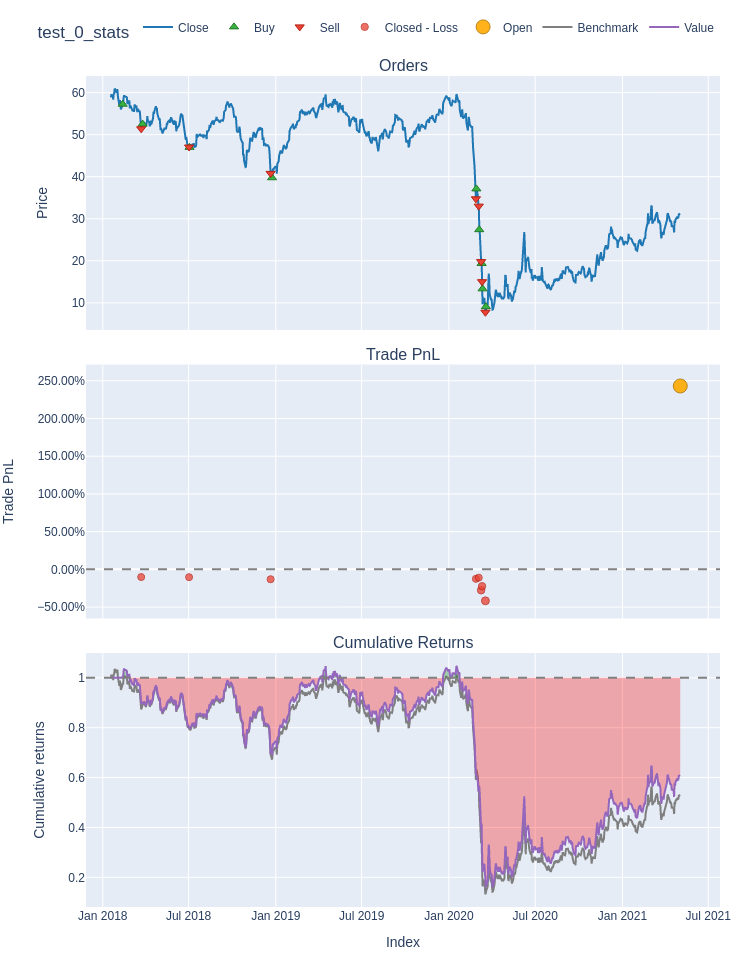 test_0_stats
Close Buy Sell Closed - Loss Open Benchmark Value
Orders
60
50
40
30
20
10
Price
Trade PnL
250.00%
200.00%
150.00%
100.00%
50.00%
0.00%
−50.00%
Trade PnL
Cumulative Returns
1
0.8
0.6
0.4
0.2
Cumulative returns
Jan 2018 Jul 2018 Jan 2019 Jul 2019 Jan 2020 Jul 2020 Jan 2021 Jul 2021
Index